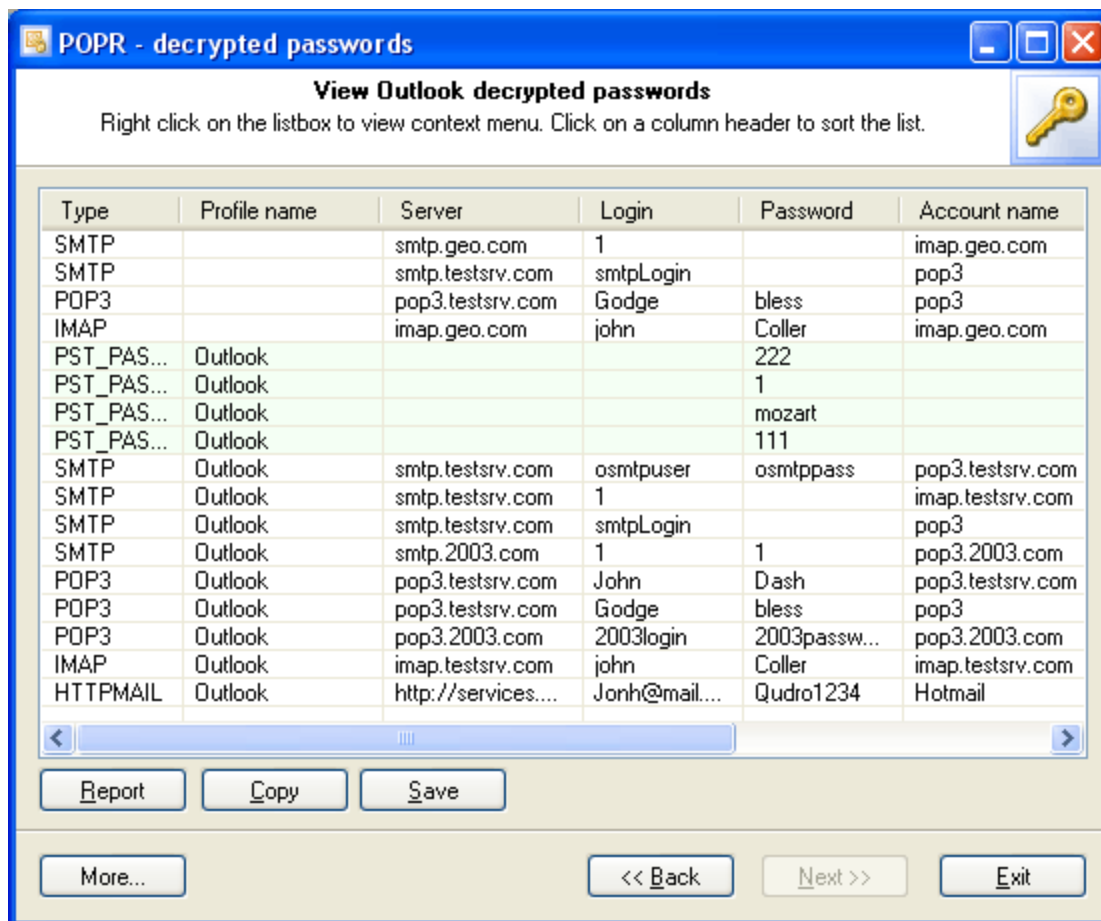 POPR - decrypted passwords
View Outlook decrypted passwords
Right click on the listbox to view context menu. Click on a column header to sort the list.
Type Profile name Server Login Password Account name
SMTP smtp.geo.com 1 imap.geo.com
SMTP smtp.testsrv.com smtpLogin pop3
POP3 pop3.testsrv.com Godge bless pop3
IMAP imap.geo.com john Coller imap.geo.com
PST_PAS... Outlook 222
PST_PAS... Outlook 1
PST_PAS... Outlook mozart
PST_PAS... Outlook 111
SMTP Outlook smtp.testsrv.com osmtpuser osmtppass pop3.testsrv.com
SMTP Outlook smtp.testsrv.com 1 imap.testsrv.com
SMTP Outlook smtp.testsrv.com smtpLogin pop3
SMTP Outlook smtp.2003.com 1 1 pop3.2003.com
POP3 Outlook pop3.testsrv.com John Dash pop3.testsrv.com
POP3 Outlook pop3.testsrv.com Godge bless pop3
POP3 Outlook pop3.2003.com 2003login 2003passw... pop3.2003.com
IMAP Outlook imap.testsrv.com john Coller imap.testsrv.com
HTTPMAIL Outlook http://services.... Jonh@mail.... Qudro1234 Hotmail
Report Copy Save
More... << Back Next >> Exit